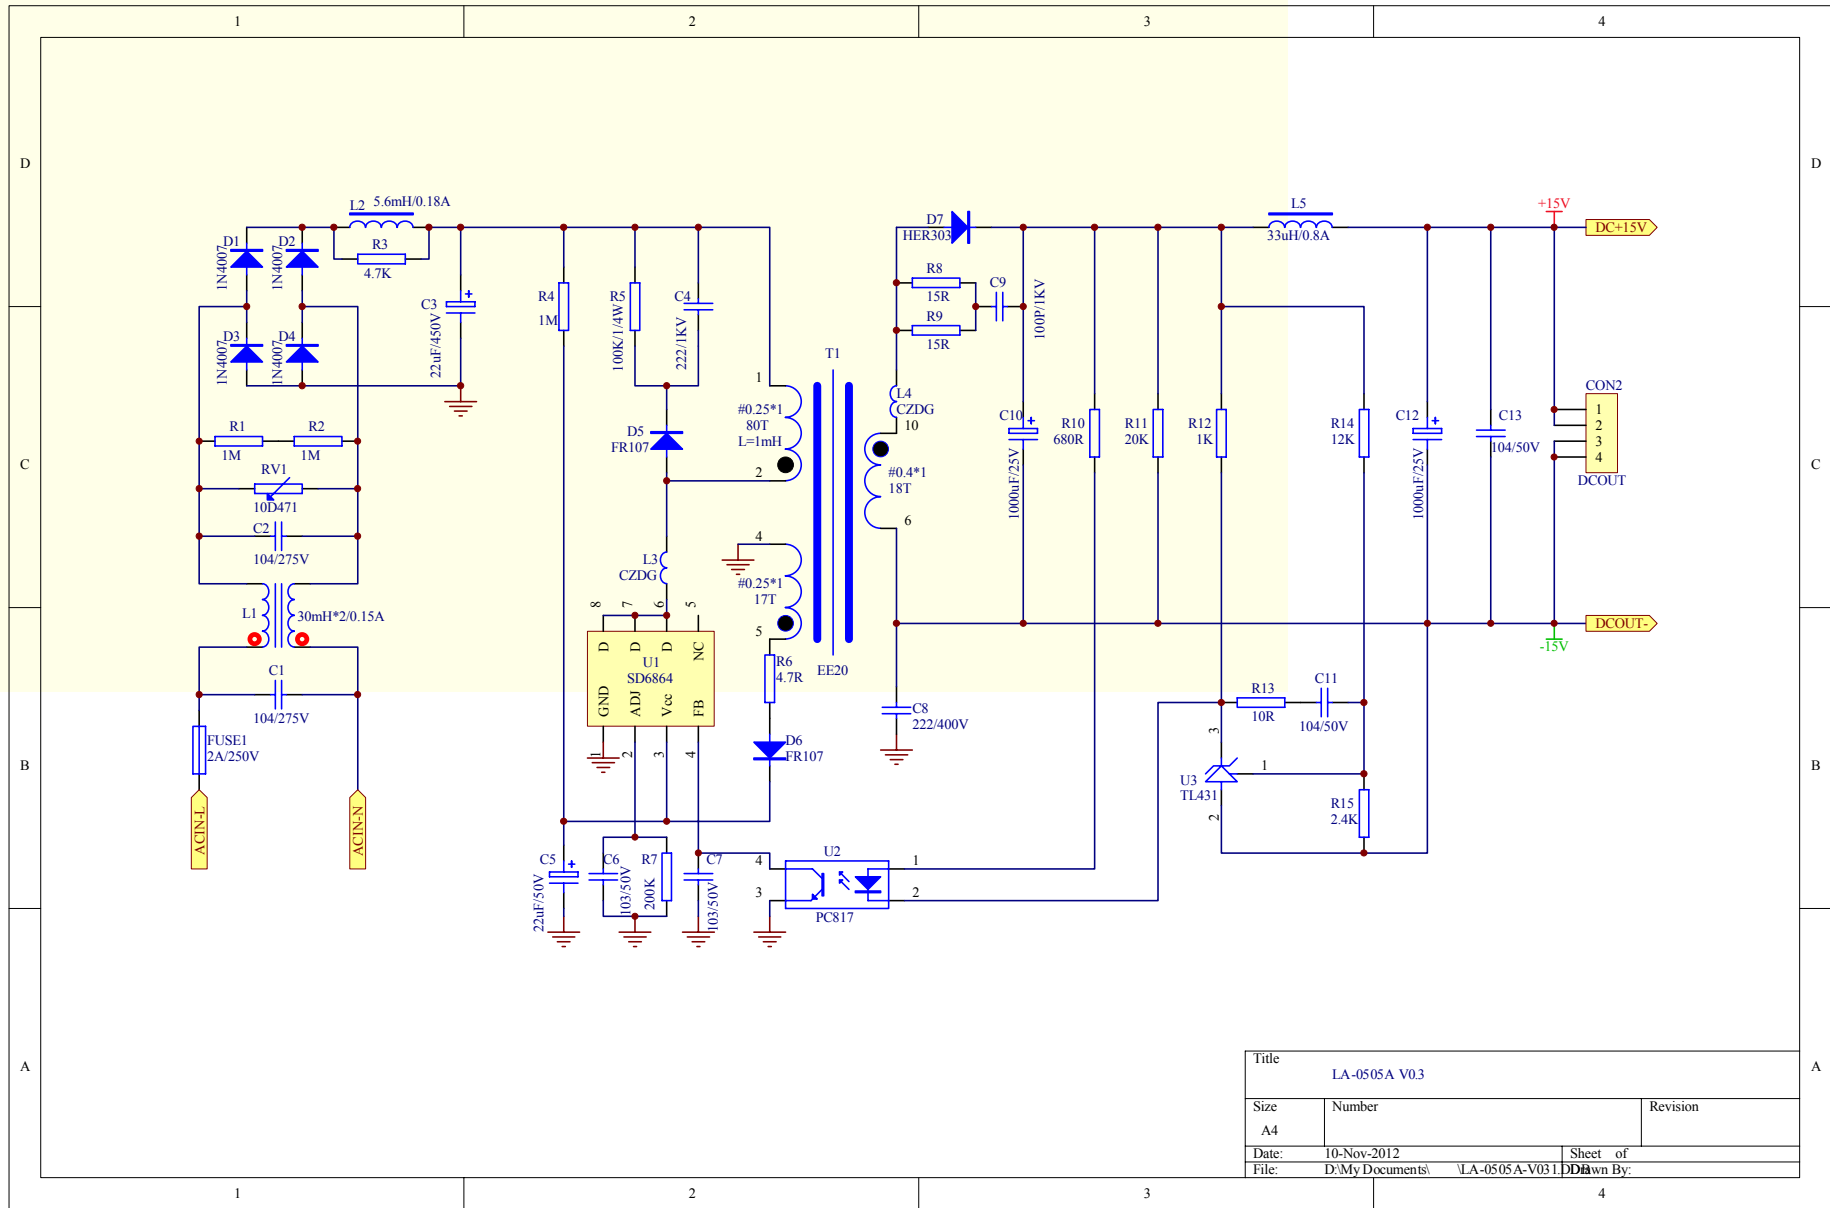 1 2 3 4
D D
L2 5.6mH/0.18A
D1 D2
1N4007 1N4007
R3
4.7K
D7
HER303
L5
33uH/0.8A
+15V
DC+15V
R8
15R
C9
100P/1KV
R9
15R
C3
22uF/450V
R4
1M
R5
100K/1/4W
C4
222/1KV
D3 D4
1N4007 1N4007
T1
1
#0.25*1
80T
L=1mH
2
L4
CZDG
10
#0.4*1
18T
6
D5
FR107
C10
1000uF/25V
R10
680R
R11
20K
R12
1K
R14
12K
C12
1000uF/25V
C13
104/50V
CON2
1
2
3
4
DCOUT
C C
R1 R2
1M 1M
RV1
10D471
C2
104/275V
L1 30mH*2/0.15A
C1
104/275V
L3
CZDG
4
#0.25*1
17T
5
EE20
8 7 6 5
D D D NC
U1
SD6864
GND ADJ Vcc FB
1 2 3 4
R6
4.7R
D6
FR107
C8
222/400V
DCOUT-
-15V
R13
10R
C11
104/50V
3
U3
TL431
1
2
R15
2.4K
B B
FUSE1
2A/250V
ACIN-L ACIN-N
C5
22uF/50V
C6
103/50V
R7
200K
C7
103/50V
U2
4 1
3 2
PC817
A A
Title
LA-0505A V0.3
Size Number Revision
A4
Date: 10-Nov-2012 Sheet of
File: D:\My Documents\ \LA-0505A-V031.DDB Drawn By:
1 2 3 4